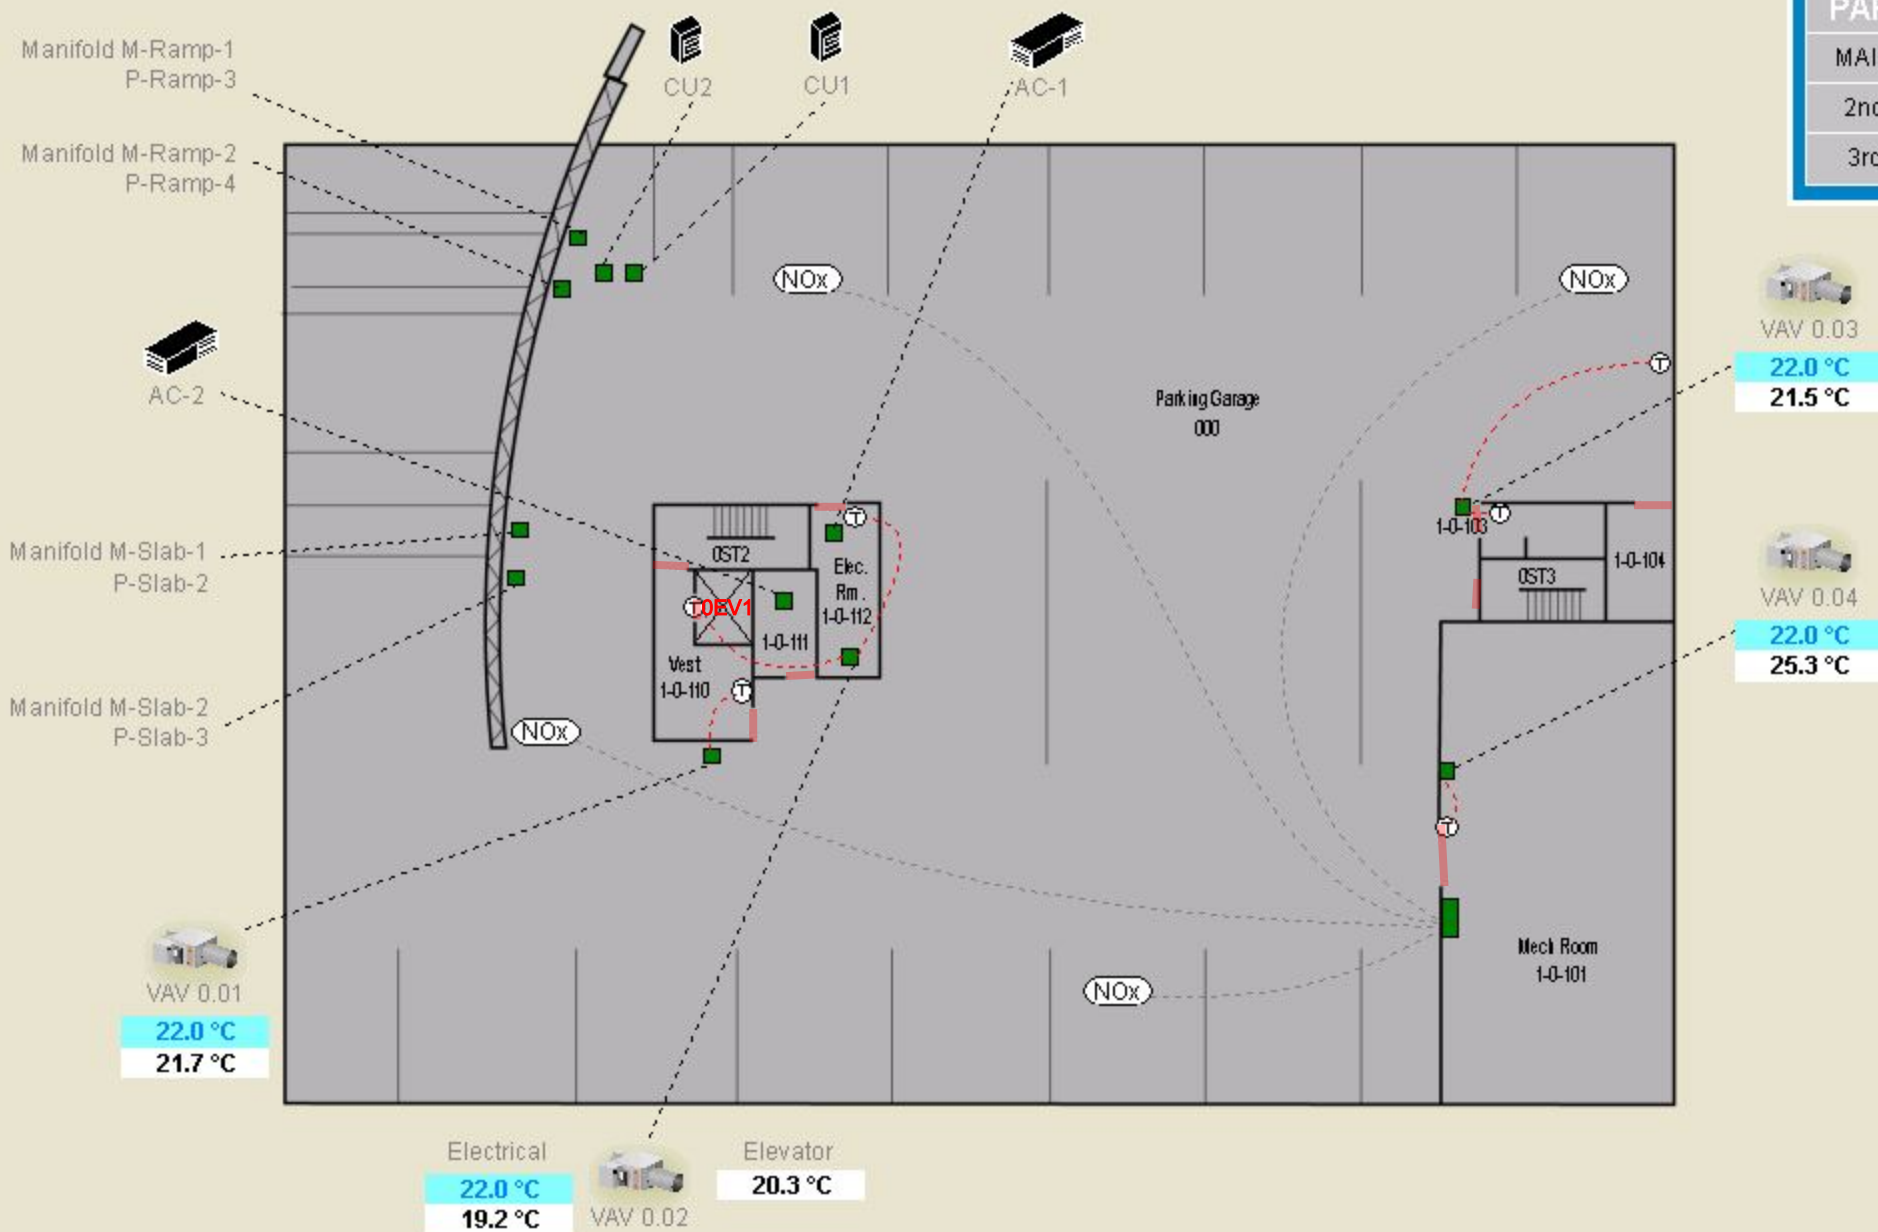 Manifold M-Ramp-1
P-Ramp-3
CU2
CU1
AC-1
Manifold M-Ramp-2
P-Ramp-4
2nd
3rd
NOx
NOx
VAV 0.03
22.0 °C
21.5 °C
T
AC-2
Parking Garage
000
T
T
1-0-103
0ST2
Elec.
Rm.
1-0-112
0ST3
1-0-104
Manifold M-Slab-1
P-Slab-2
VAV 0.04
22.0 °C
25.3 °C
T
0EV1
1-0-111
Vest
1-0-110
T
Manifold M-Slab-2
P-Slab-3
NOx
T
Mech Room
1-0-101
NOx
VAV 0.01
22.0 °C
21.7 °C
Electrical
22.0 °C
19.2 °C
VAV 0.02
Elevator
20.3 °C